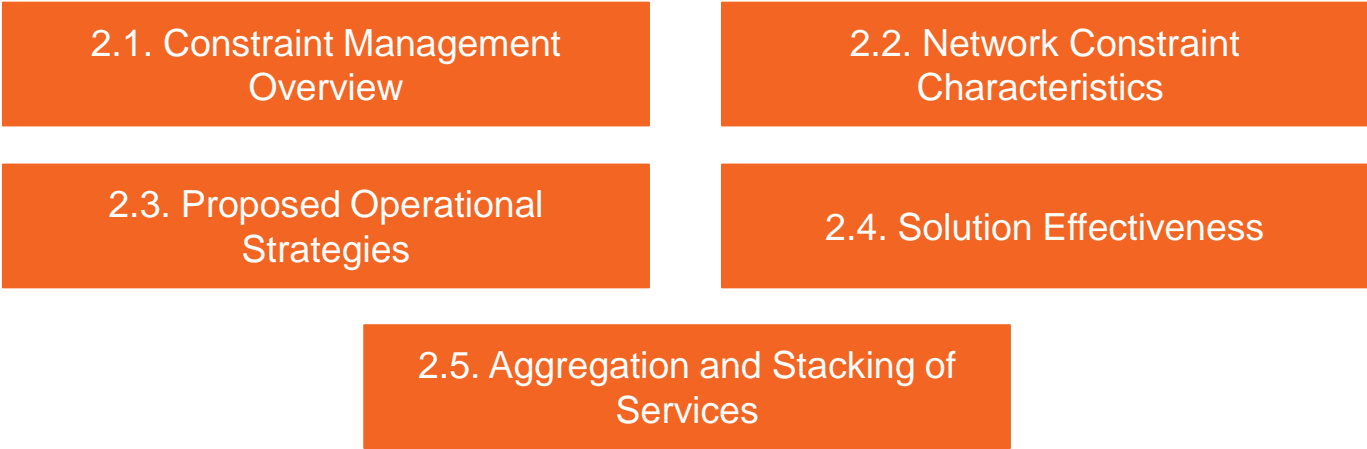 2.1. Constraint Management
Overview
2.2. Network Constraint
Characteristics
2.3. Proposed Operational
Strategies
2.4. Solution Effectiveness
2.5. Aggregation and Stacking of
Services